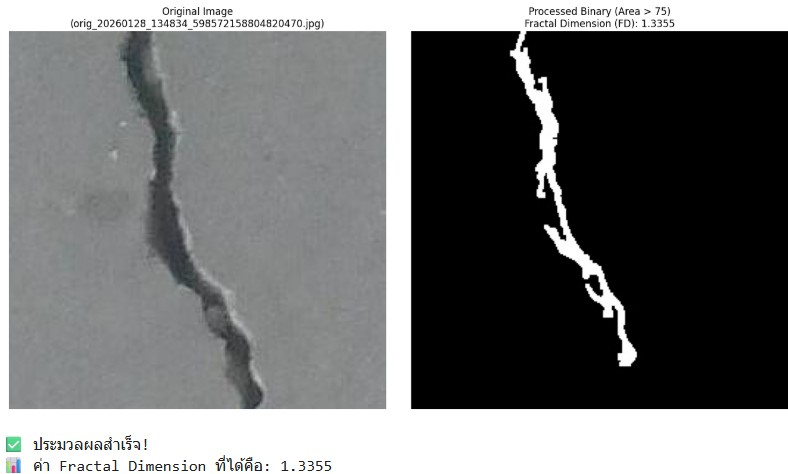 Original Image
(orig_20260128_134834_598572158804820470.jpg)
Processed Binary (Area > 75)
Fractal Dimension (FD): 1.3355
✅ ประมวลผลสำเร็จ!
📊 ค่า Fractal Dimension ที่ได้คือ: 1.3355